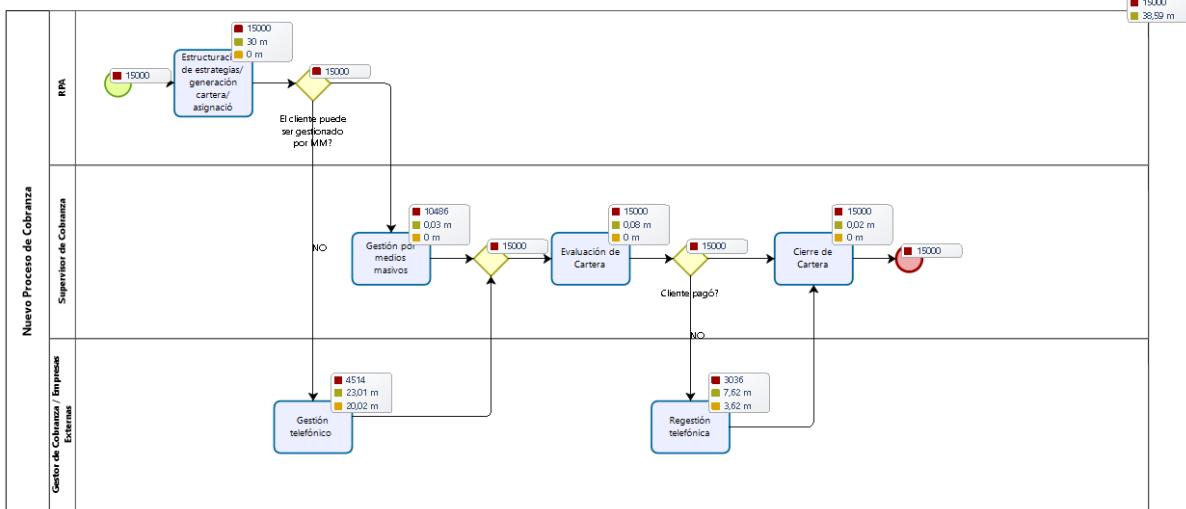 15000
38,59 m
Nuevo Proceso de Cobranza
RPA
15000
15000
30 m
0 m
Estructurac
de estrategias/
generación
cartera/
asignació
15000
El cliente puede
ser gestionado
por MM?
Supervisor de Cobranza
NO
10486
0,03 m
0 m
Gestión por
medios
masivos
15000
15000
0,08 m
0 m
Evaluación de
Cartera
15000
Cliente pagó?
15000
0,02 m
0 m
Cierre de
Cartera
15000
NO
Gestor de Cobranza / Empresas
Externas
4514
23,01 m
20,02 m
Gestión
telefónico
3036
7,62 m
3,62 m
Regestión
telefónica